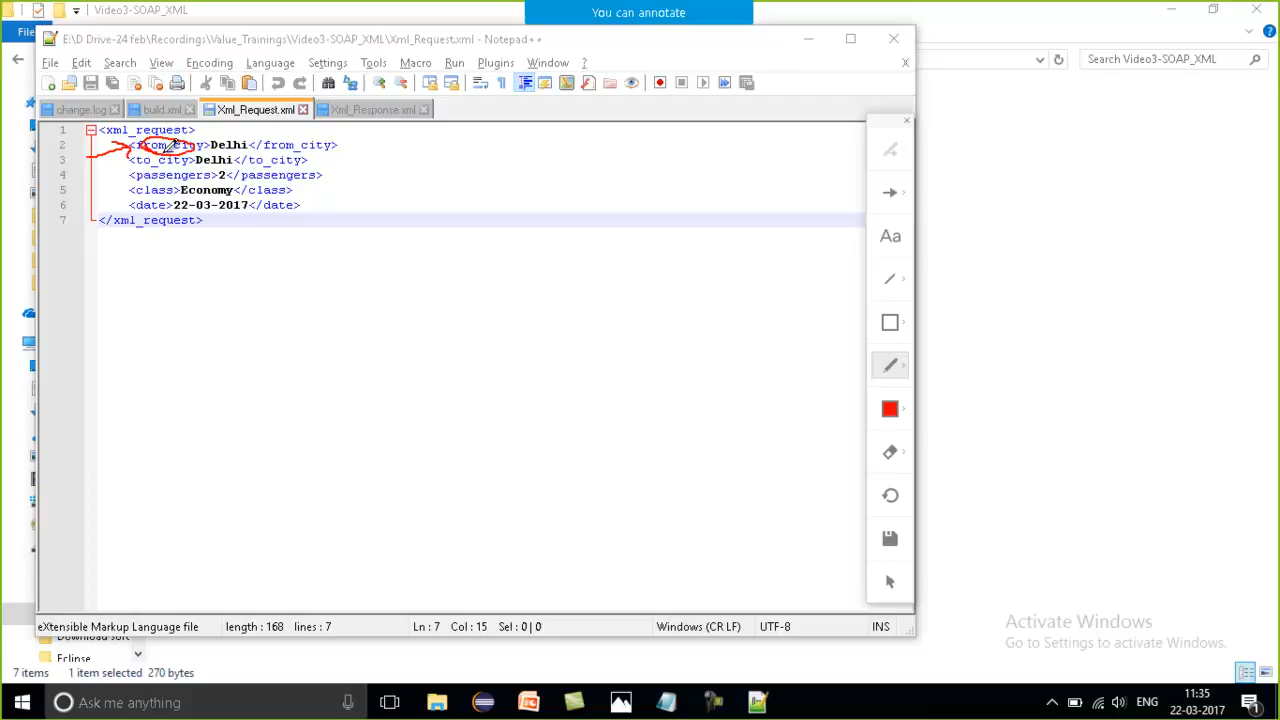 Video3-SOAP_XML
You can annotate
File
E:\D Drive-24 feb\Recordings\Value_Trainings\Video3-SOAP_XML\Xml_Request.xml - Notepad++
Search Video3-SOAP_XML
File Edit Search View Encoding Language Settings Tools Macro Run Plugins Window ? X
change.log build.xml Xml_Request.xml Xml_Response.xml
1 <xml_request>
2 <from_city>Delhi</from_city>
3 <to_city>Delhi</to_city>
4 <passengers>2</passengers>
5 <class>Economy</class>
6 <date>22-03-2017</date>
7 </xml_request>
Aa
Activate Windows
Go to Settings to activate Windows.
eXtensible Markup Language file length : 168 lines : 7 Ln : 7 Col : 15 Sel : 0 | 0 Windows (CR LF) UTF-8 INS
Download soft
Eclipse
7 items 1 item selected 270 bytes
Ask me anything
ENG
11:35
22-03-2017